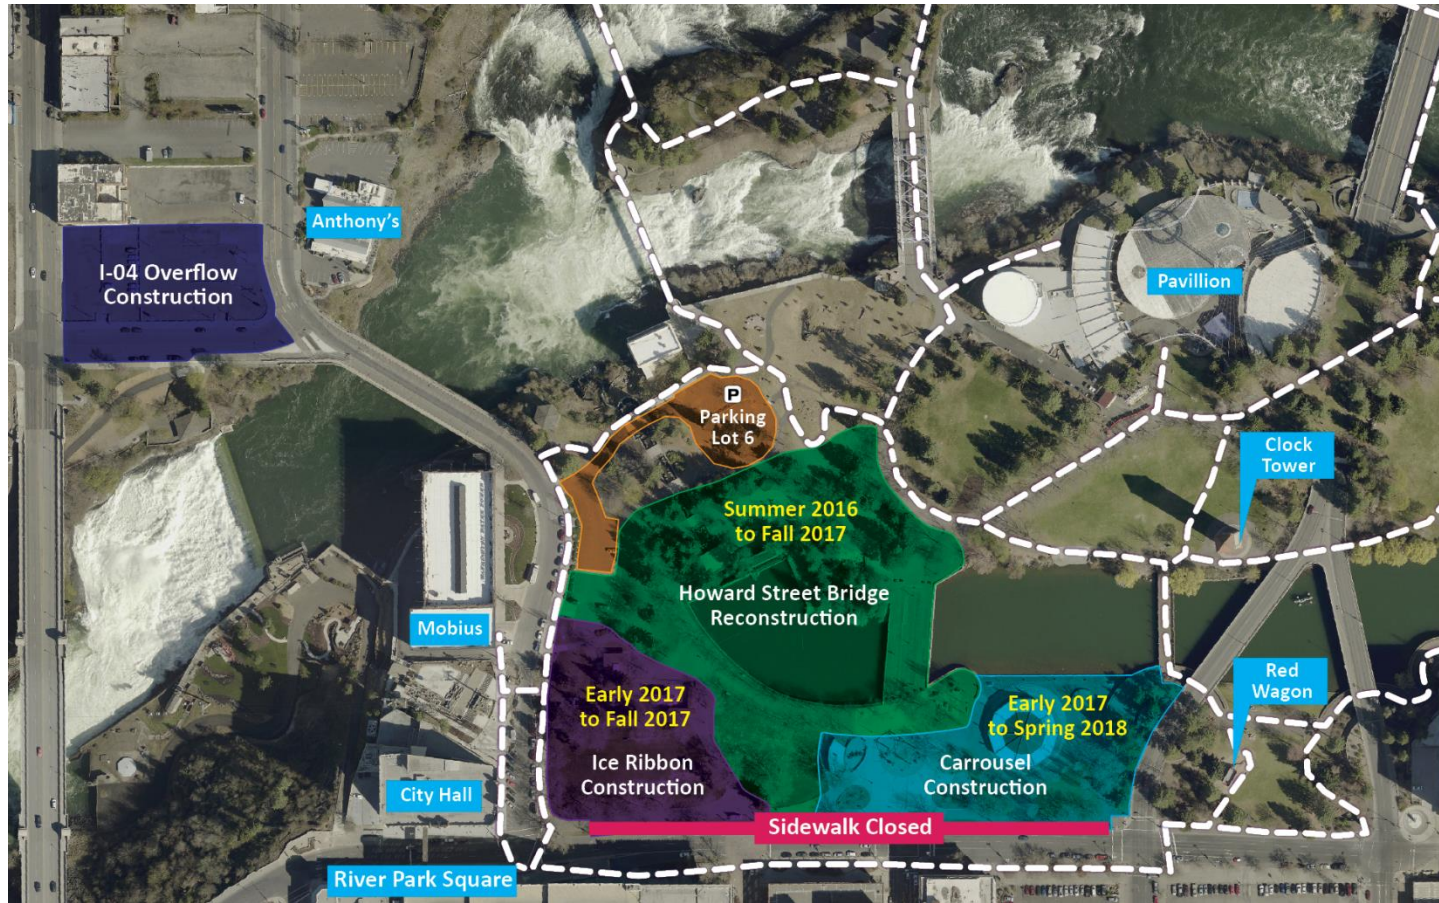 Anthony's
I-04 Overflow
Construction
Pavillion
P
Parking
Lot 6
Clock
Tower
Summer 2016
to Fall 2017
Howard Street Bridge
Reconstruction
Mobius
Red
Wagon
Early 2017
to Fall 2017
Ice Ribbon
Construction
Early 2017
to Spring 2018
Carrousel
Construction
City Hall
Sidewalk Closed
River Park Square